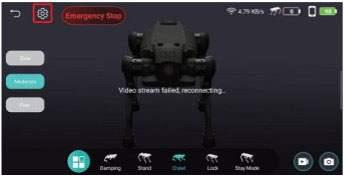 Emergency Stop
4.79 KB/s
Slow
Moderate
Fast
Video stream failed, reconnecting..
Damping
Stand
Crawl
Lock
Stay Mode